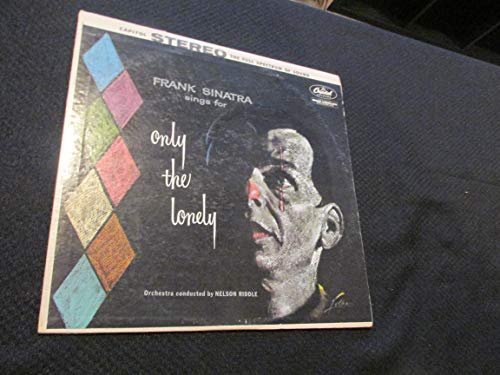 CAPITOL STEREO THE FULL SPECTRUM OF SOUND
Capitol
FRANK SINATRA
sings for
only
the
lonely
Orchestra conducted by NELSON RIDDLE